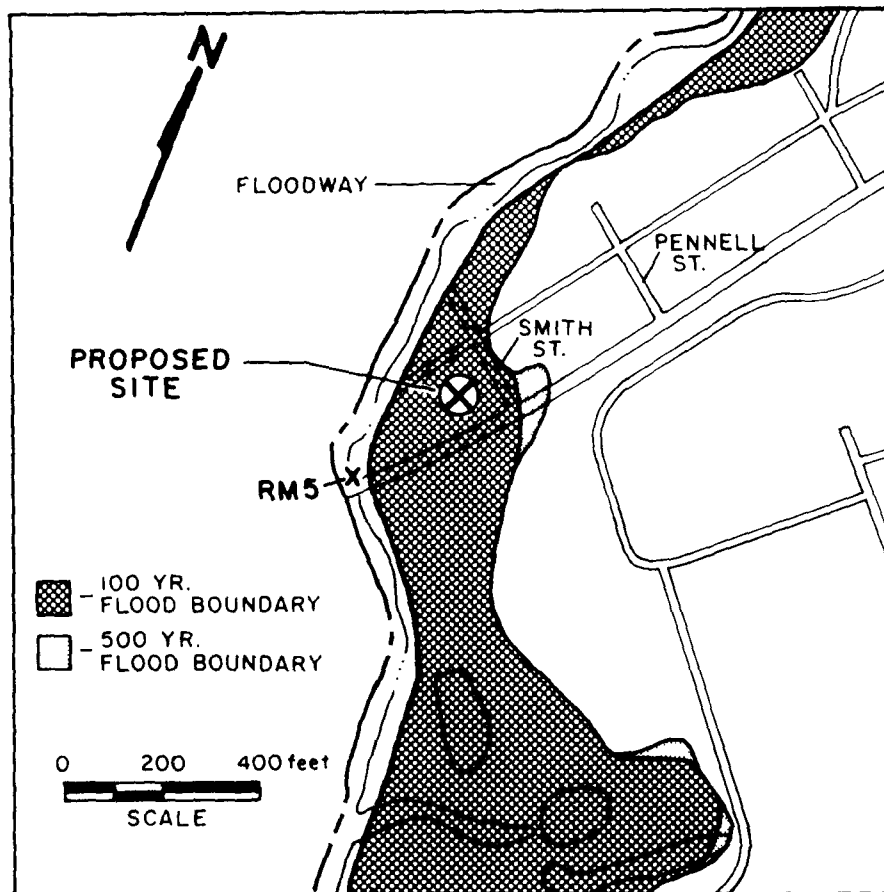 N
FLOODWAY
PENNELL
ST.
SMITH
ST.
PROPOSED
SITE
RM5
- 100 YR.
FLOOD BOUNDARY
- 500 YR.
FLOOD BOUNDARY
0 200 400 feet
SCALE